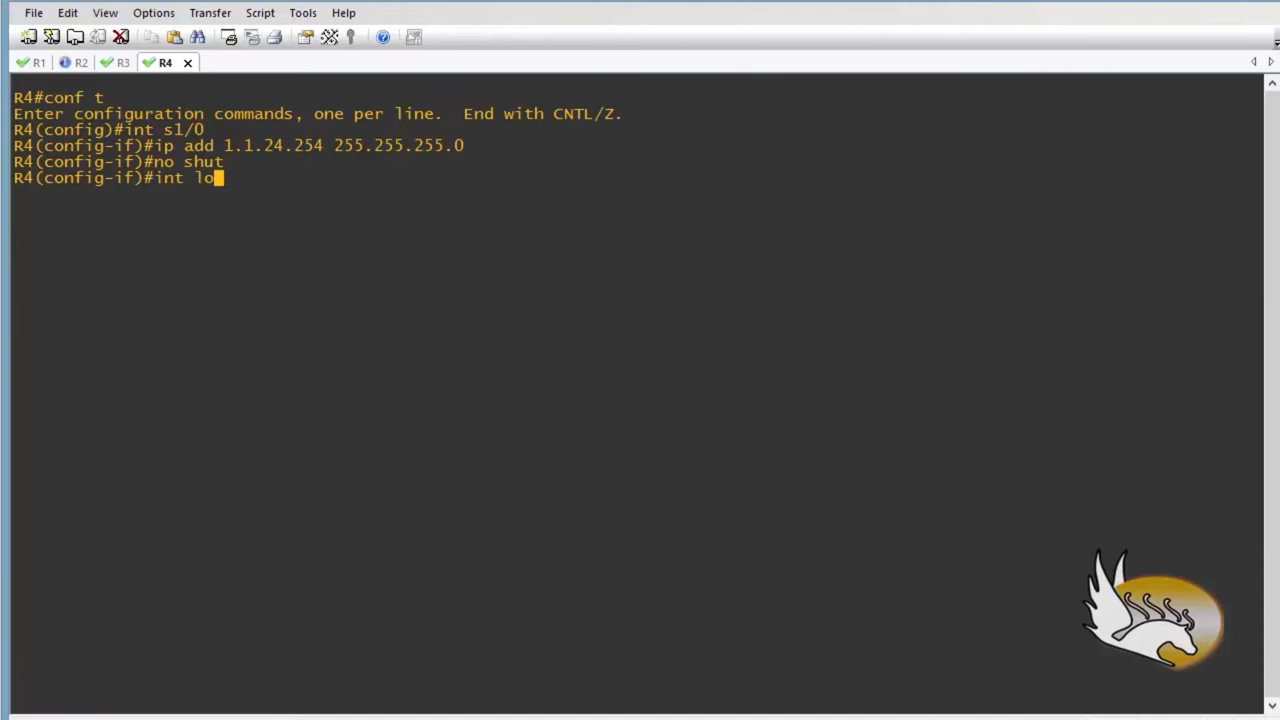 File Edit View Options Transfer Script Tools Help
R1 R2 R3 R4
R4#conf t
Enter configuration commands, one per line.  End with CNTL/Z.
R4(config)#int s1/0
R4(config-if)#ip add 1.1.24.254 255.255.255.0
R4(config-if)#no shut
R4(config-if)#int lo